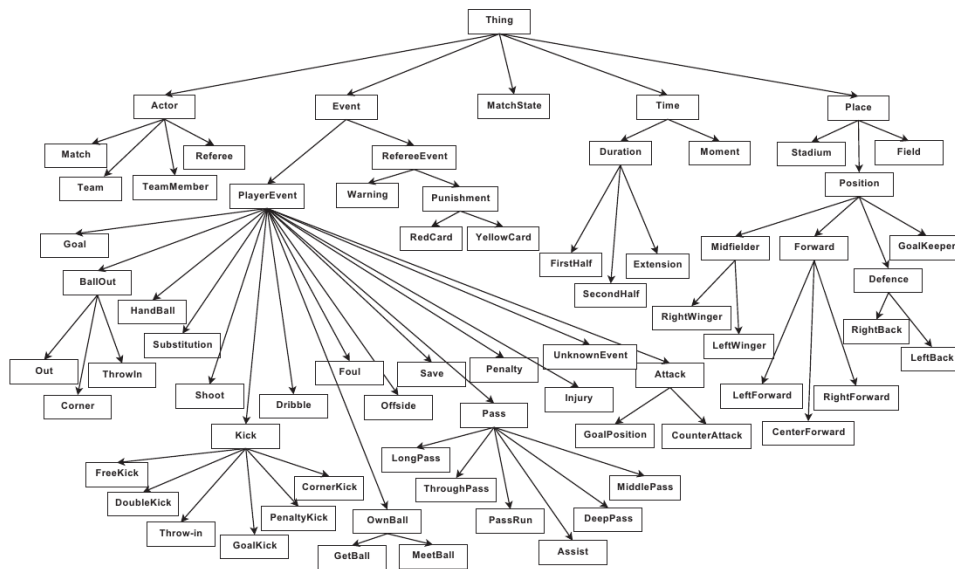 Thing
Actor
Event
MatchState
Time
Place
Match
Referee
Team
TeamMember
RefereeEvent
Duration
Moment
Stadium
Field
PlayerEvent
Warning
Punishment
Position
Goal
RedCard
YellowCard
Midfielder
Forward
GoalKeeper
BallOut
FirstHalf
Extension
Defence
HandBall
SecondHalf
RightWinger
Substitution
RightBack
LeftWinger
UnknownEvent
LeftBack
Out
ThrowIn
Foul
Save
Penalty
Attack
Shoot
Corner
Dribble
Offside
Injury
LeftForward
RightForward
Pass
Kick
GoalPosition
CounterAttack
CenterForward
LongPass
FreeKick
CornerKick
ThroughPass
MiddlePass
DoubleKick
PenaltyKick
OwnBall
PassRun
DeepPass
Throw-in
GoalKick
GetBall
MeetBall
Assist